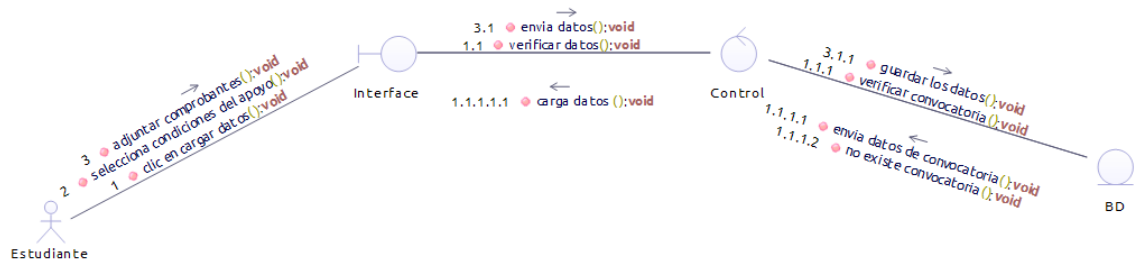 3.1 envia datos():void
1.1 verificar datos():void
3 adjuntar comprobantes():void
2 selecciona condiciones del apoyo():void
1 clic en cargar datos():void
Interface
1.1.1.1.1 carga datos ():void
Control
3.1.1 guardar los datos():void
1.1.1 verificar convocatoria():void
1.1.1.1 envia datos de convocatoria():void
1.1.1.2 no existe convocatoria():void
BD
Estudiante